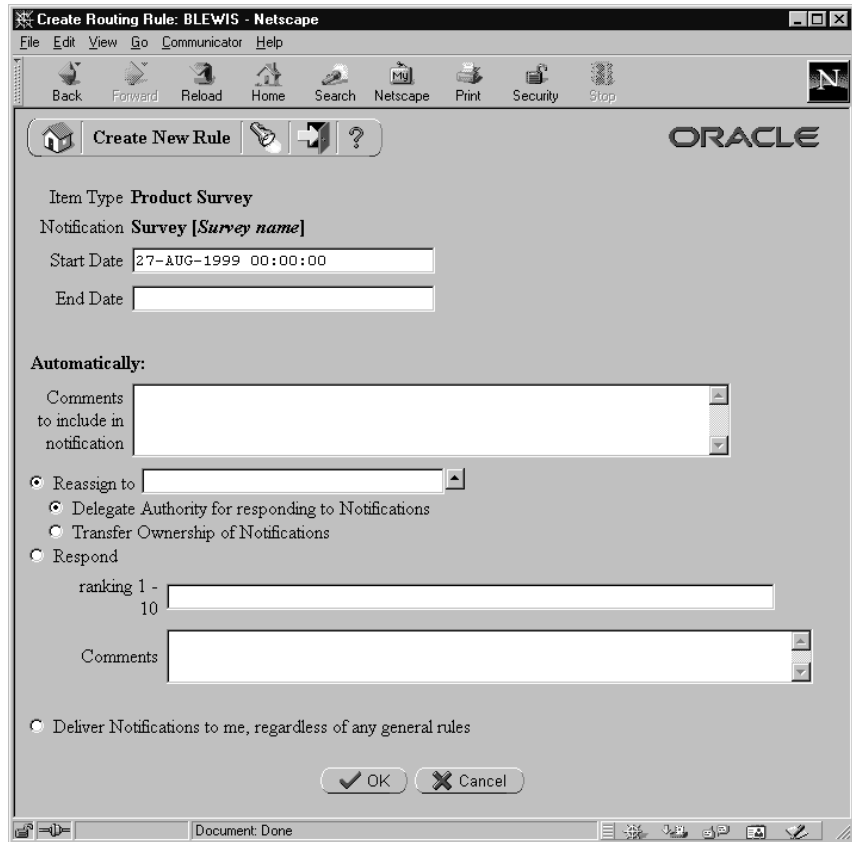 Create Routing Rule: BLEWIS - Netscape
File Edit View Go Communicator Help
Back Forward Reload Home Search Netscape Print Security Stop
My
N
Create New Rule ?
ORACLE
Item Type Product Survey
Notification Survey [Survey name]
Start Date 27-AUG-1999 00:00:00
End Date
Automatically:
Comments
to include in
notification
Reassign to
Delegate Authority for responding to Notifications
Transfer Ownership of Notifications
Respond
ranking 1 -
10
Comments
Deliver Notifications to me, regardless of any general rules
OK Cancel
Document: Done